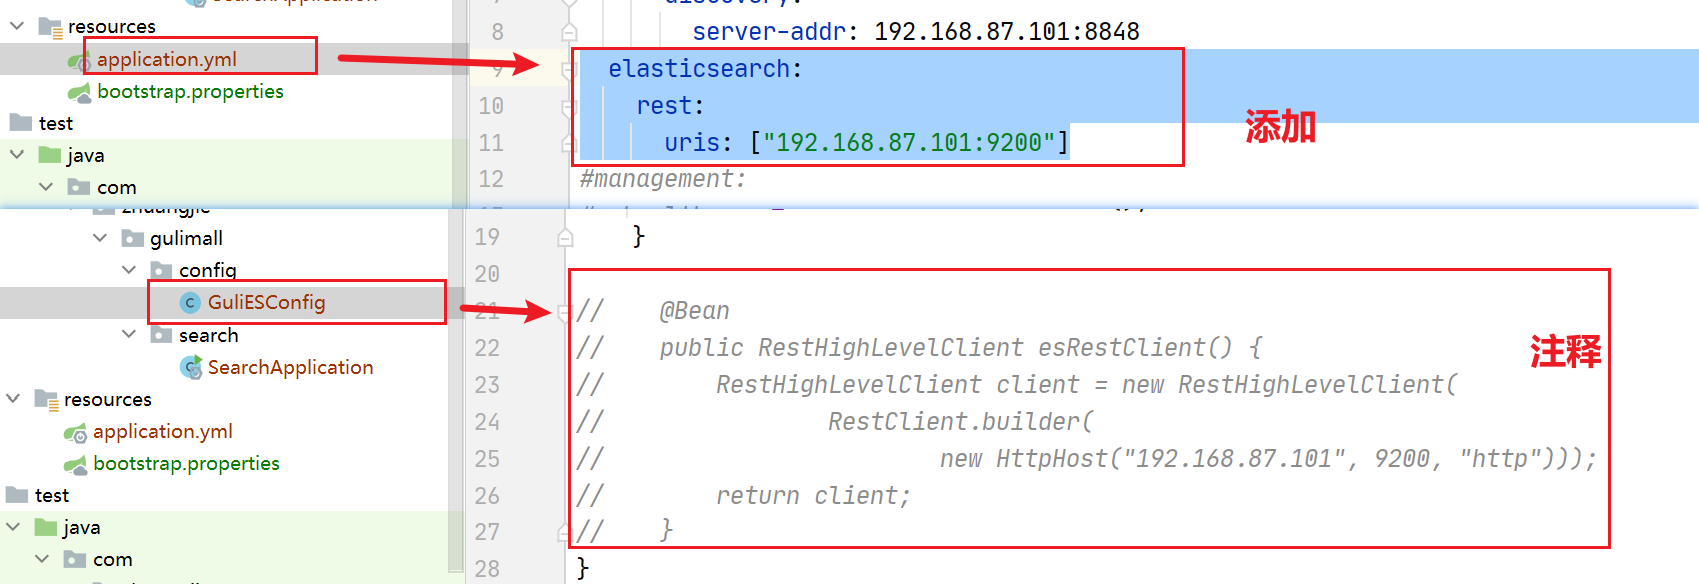 resources
application.yml
bootstrap.properties
test
java
com
discovery:
8 server-addr: 192.168.87.101:8848
9 elasticsearch:
10 rest:
11 uris: ["192.168.87.101:9200"]
12 #management:
添加
gulimall
config
GuliESConfig
search
SearchApplication
resources
application.yml
bootstrap.properties
test
java
com
19 }
20
21 // @Bean
22 // public RestHighLevelClient esRestClient() {
23 // RestHighLevelClient client = new RestHighLevelClient(
24 // RestClient.builder(
25 // new HttpHost("192.168.87.101", 9200, "http")));
26 // return client;
27 // }
28 }
注释